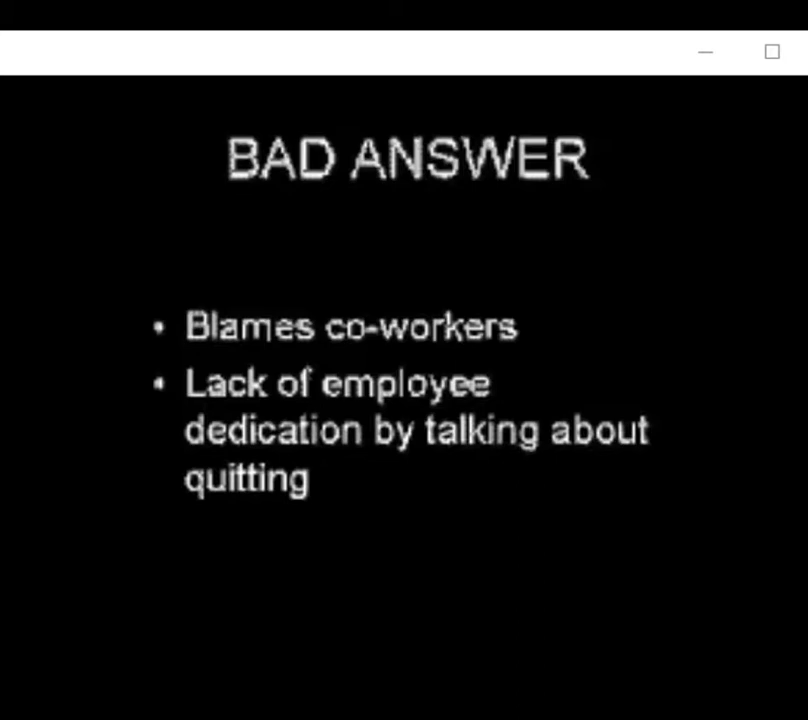 BAD ANSWER
• Blames co-workers
• Lack of employee
dedication by talking about
quitting